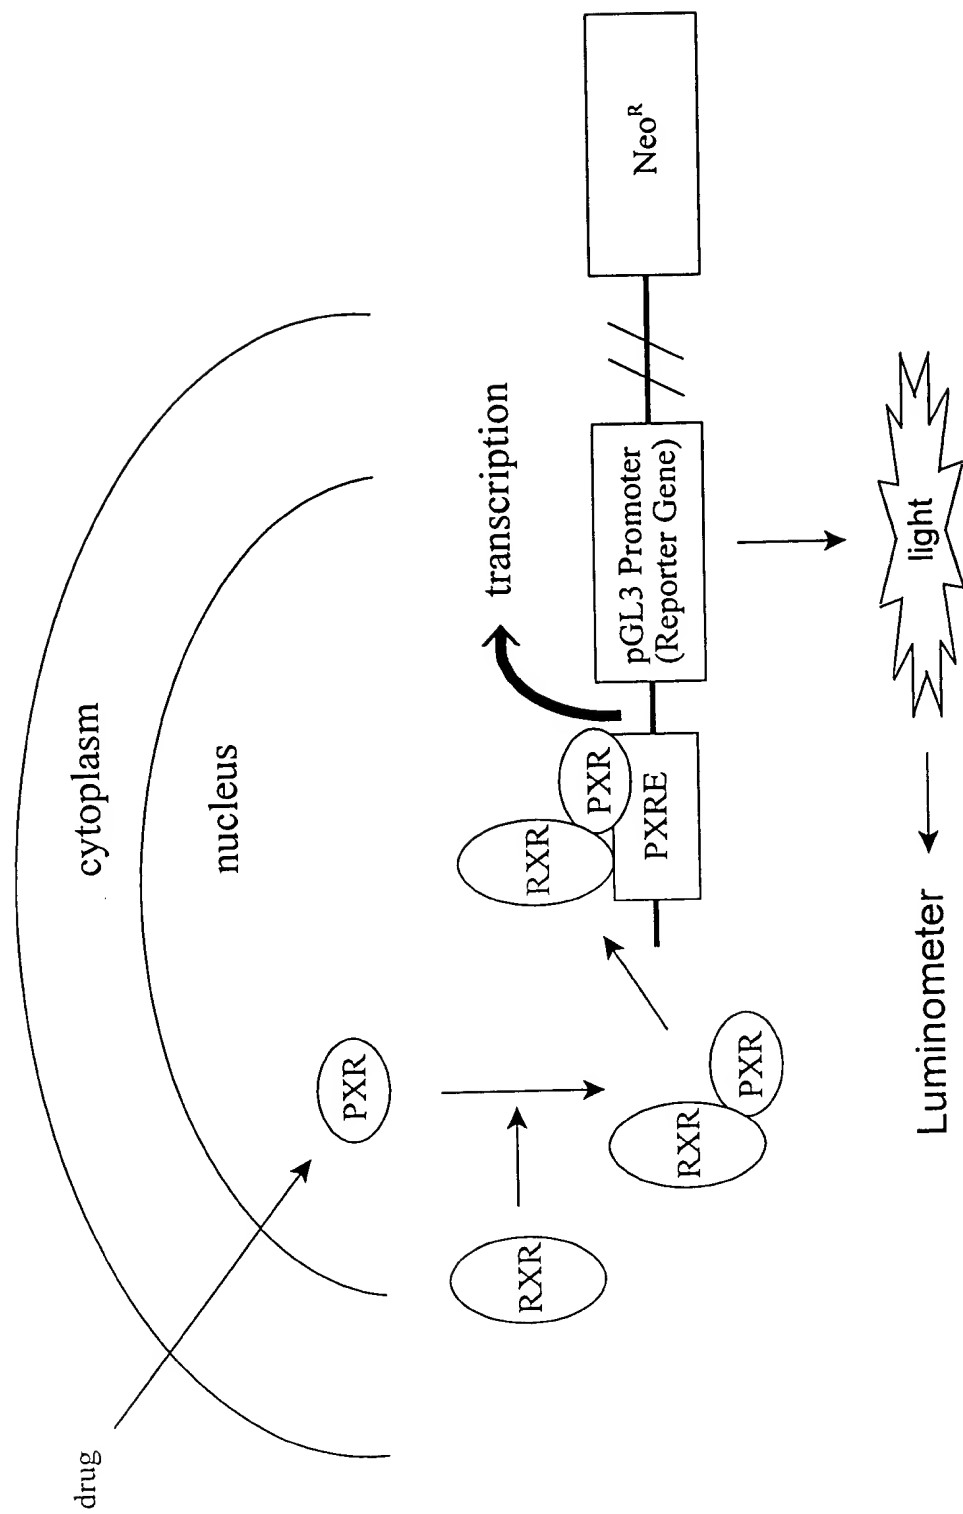 drug
cytoplasm
nucleus
PXR
RXR
transcription
RXR
PXR
RXR
PXR
PXRE
pGL3 Promoter
(Reporter Gene)
Neo^R
Luminometer
light